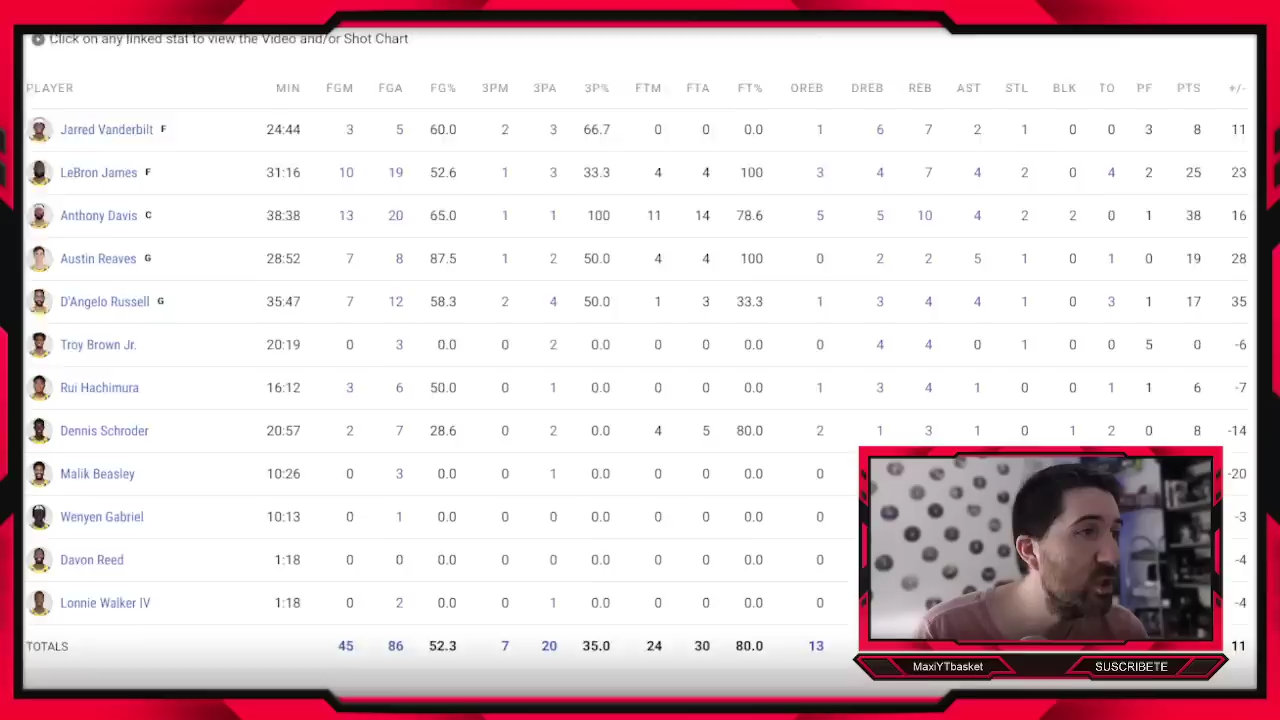 Click on any linked stat to view the Video and/or Shot Chart
PLAYER MIN FGM FGA FG% 3PM 3PA 3P% FTM FTA FT% OREB DREB REB AST STL BLK TO PF PTS +/-
Jarred Vanderbilt F 24:44 3 5 60.0 2 3 66.7 0 0 0.0 1 6 7 2 1 0 0 3 8 11
LeBron James F 31:16 10 19 52.6 1 3 33.3 4 4 100 3 4 7 4 2 0 4 2 25 23
Anthony Davis C 38:38 13 20 65.0 1 1 100 11 14 78.6 5 5 10 4 2 2 0 1 38 16
Austin Reaves G 28:52 7 8 87.5 1 2 50.0 4 4 100 0 2 2 5 1 0 1 0 19 28
D'Angelo Russell G 35:47 7 12 58.3 2 4 50.0 1 3 33.3 1 3 4 4 1 0 3 1 17 35
Troy Brown Jr. 20:19 0 3 0.0 0 2 0.0 0 0 0.0 0 4 4 0 1 0 0 5 0 -6
Rui Hachimura 16:12 3 6 50.0 0 1 0.0 0 0 0.0 1 3 4 1 0 0 1 1 6 -7
Dennis Schroder 20:57 2 7 28.6 0 2 0.0 4 5 80.0 2 1 3 1 0 1 2 0 8 -14
Malik Beasley 10:26 0 3 0.0 0 1 0.0 0 0 0.0 0 -20
Wenyen Gabriel 10:13 0 1 0.0 0 0 0.0 0 0 0.0 0 -3
Davon Reed 1:18 0 0 0.0 0 0 0.0 0 0 0.0 0 -4
Lonnie Walker IV 1:18 0 2 0.0 0 1 0.0 0 0 0.0 0 -4
TOTALS 45 86 52.3 7 20 35.0 24 30 80.0 13 11
MaxiYTbasket
SUSCRIBETE